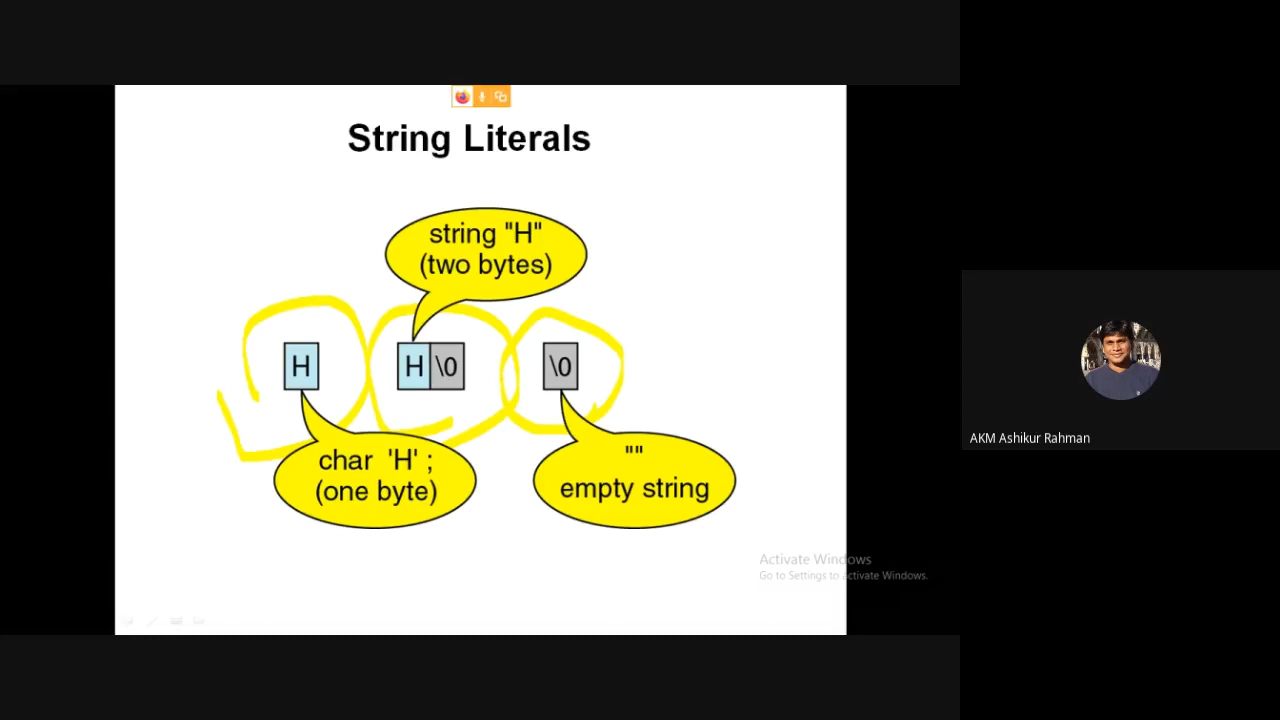 String Literals
string "H"
(two bytes)
H
H \0
\0
char 'H' ;
(one byte)
""
empty string
AKM Ashikur Rahman
Activate Windows
Go to Settings to activate Windows.